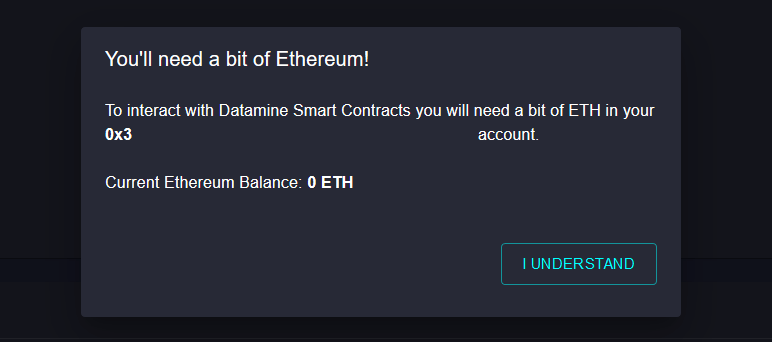 You'll need a bit of Ethereum!
To interact with Datamine Smart Contracts you will need a bit of ETH in your
0x3 account.
Current Ethereum Balance: 0 ETH
I UNDERSTAND